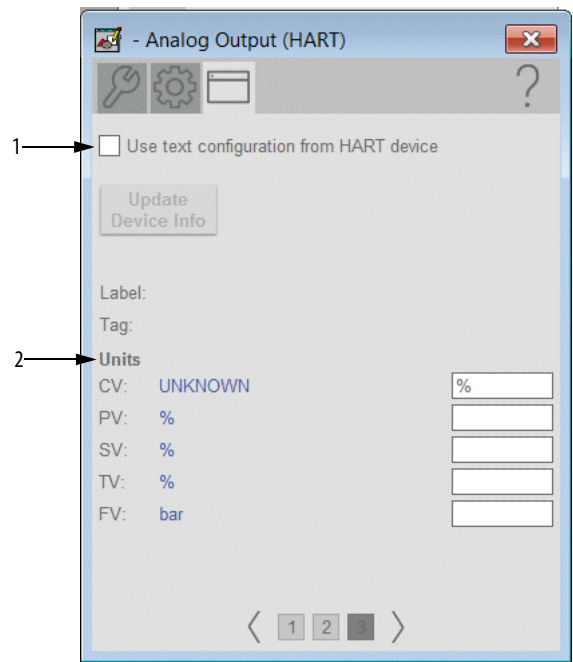 - Analog Output (HART)
?
1
Use text configuration from HART device
Update
Device Info
Label:
Tag:
2
Units
CV: UNKNOWN %
PV: %
SV: %
TV: %
FV: bar
1 2 3